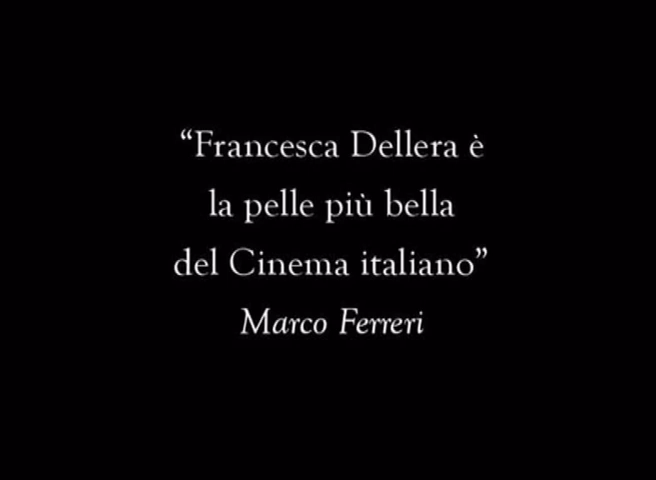 “Francesca Dellera è
la pelle più bella
del Cinema italiano”
Marco Ferreri